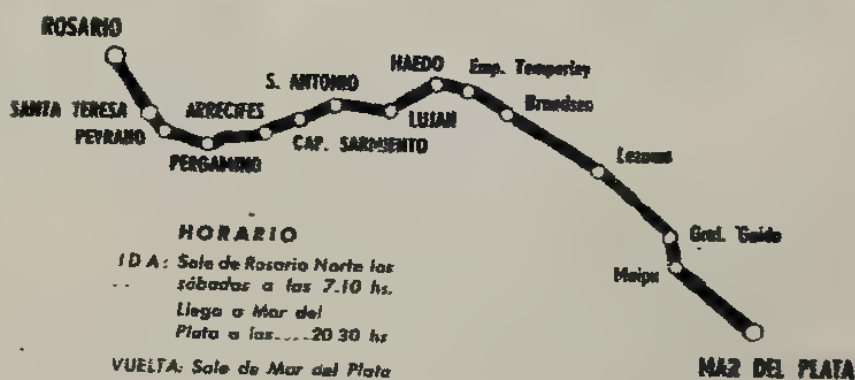 ROSARIO
SANTA TERESA
PEYRANO
PERGAMINO
ARRECIFES
CAP. SARMIENTO
S. ANTONIO
LUJAN
HAEDO
Emp. Temperley
Brandsen
Lezama
Gral. Guido
Maipu
MAR DEL PLATA
HORARIO
IDA: Sale de Rosario Norte los
sábados a las 7.10 hs.
Llega a Mar del
Plata a las....20 30 hs
VUELTA: Sale de Mar del Plata